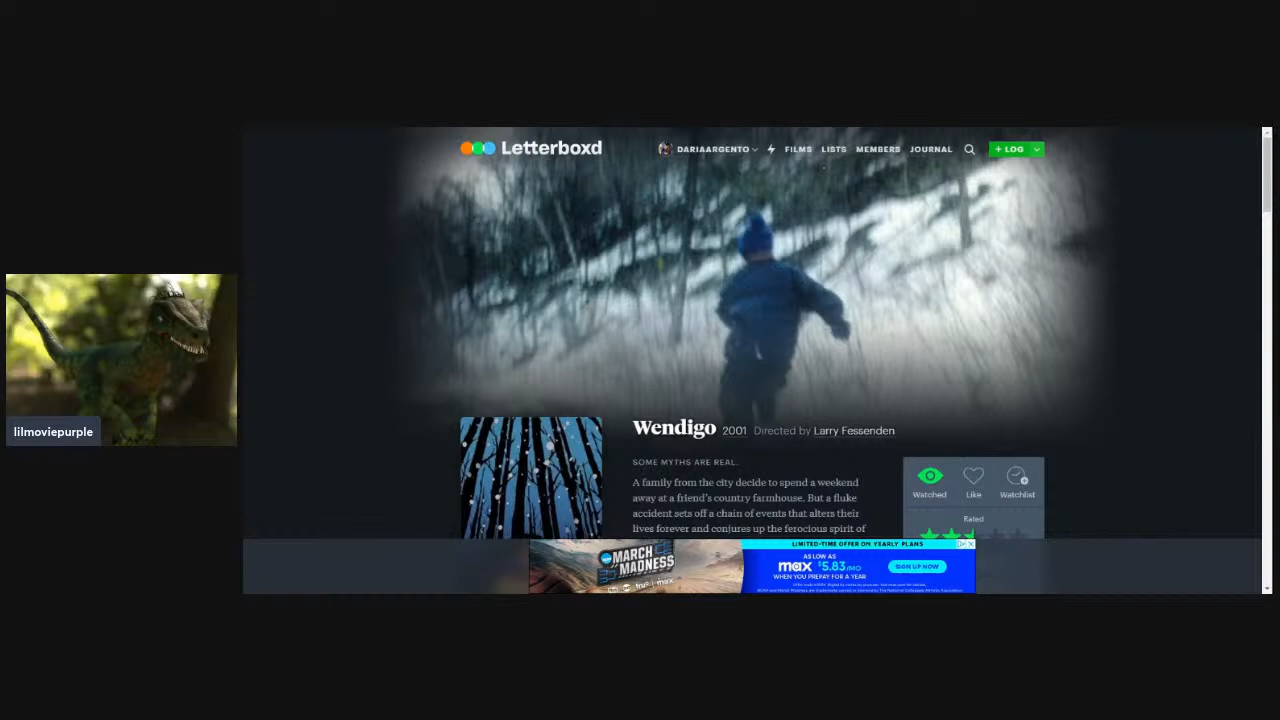 Letterboxd
DARIAARGENTO
FILMS
LISTS
MEMBERS
JOURNAL
+ LOG
lilmoviepurple
Wendigo 2001 Directed by Larry Fessenden
SOME MYTHS ARE REAL.
A family from the city decide to spend a weekend
away at a friend's country farmhouse. But a fluke
accident sets off a chain of events that alters their
lives forever and conjures up the ferocious spirit of
Watched
Like
Watchlist
Rated
MARCH
MADNESS
LIMITED-TIME OFFER ON YEARLY PLANS
AS LOW AS
max $5.83/MO
WHEN YOU PREPAY FOR A YEAR
SIGN UP NOW